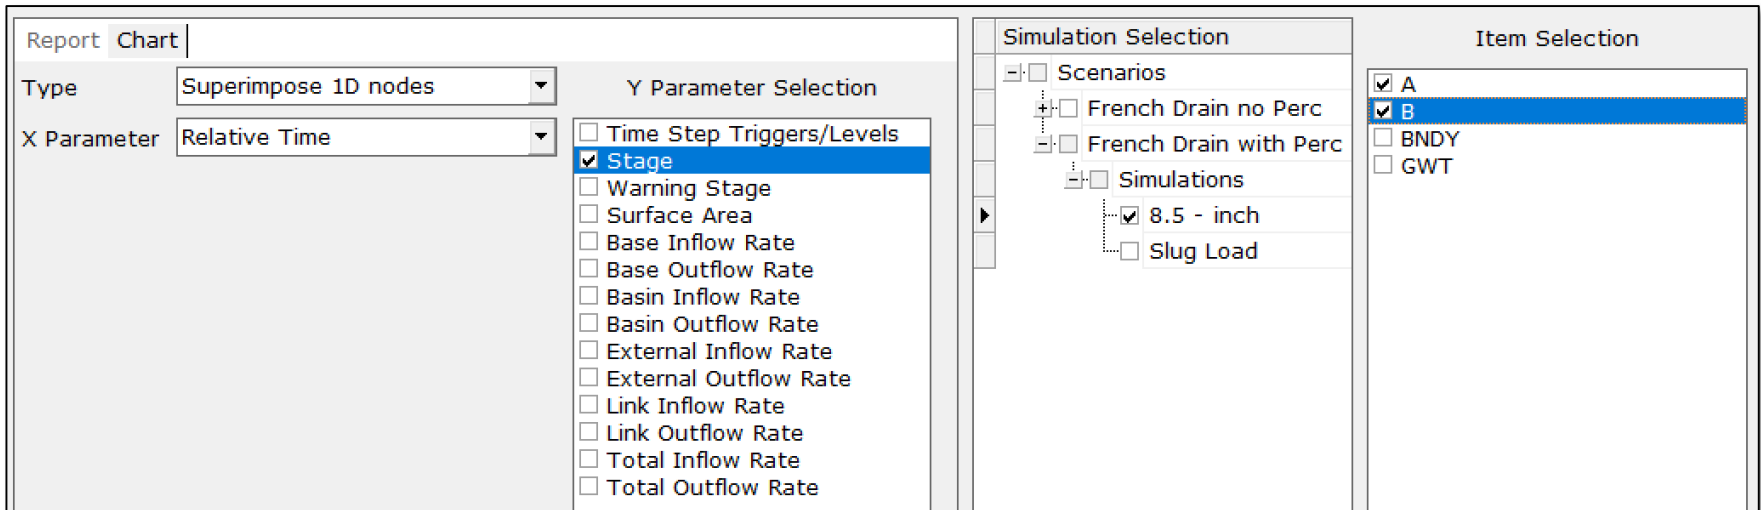 Report Chart
Type
Superimpose 1D nodes
X Parameter
Relative Time
Y Parameter Selection
Time Step Triggers/Levels
Stage
Warning Stage
Surface Area
Base Inflow Rate
Base Outflow Rate
Basin Inflow Rate
Basin Outflow Rate
External Inflow Rate
External Outflow Rate
Link Inflow Rate
Link Outflow Rate
Total Inflow Rate
Total Outflow Rate
Simulation Selection
Scenarios
French Drain no Perc
French Drain with Perc
Simulations
8.5 - inch
Slug Load
Item Selection
A
B
BNDY
GWT